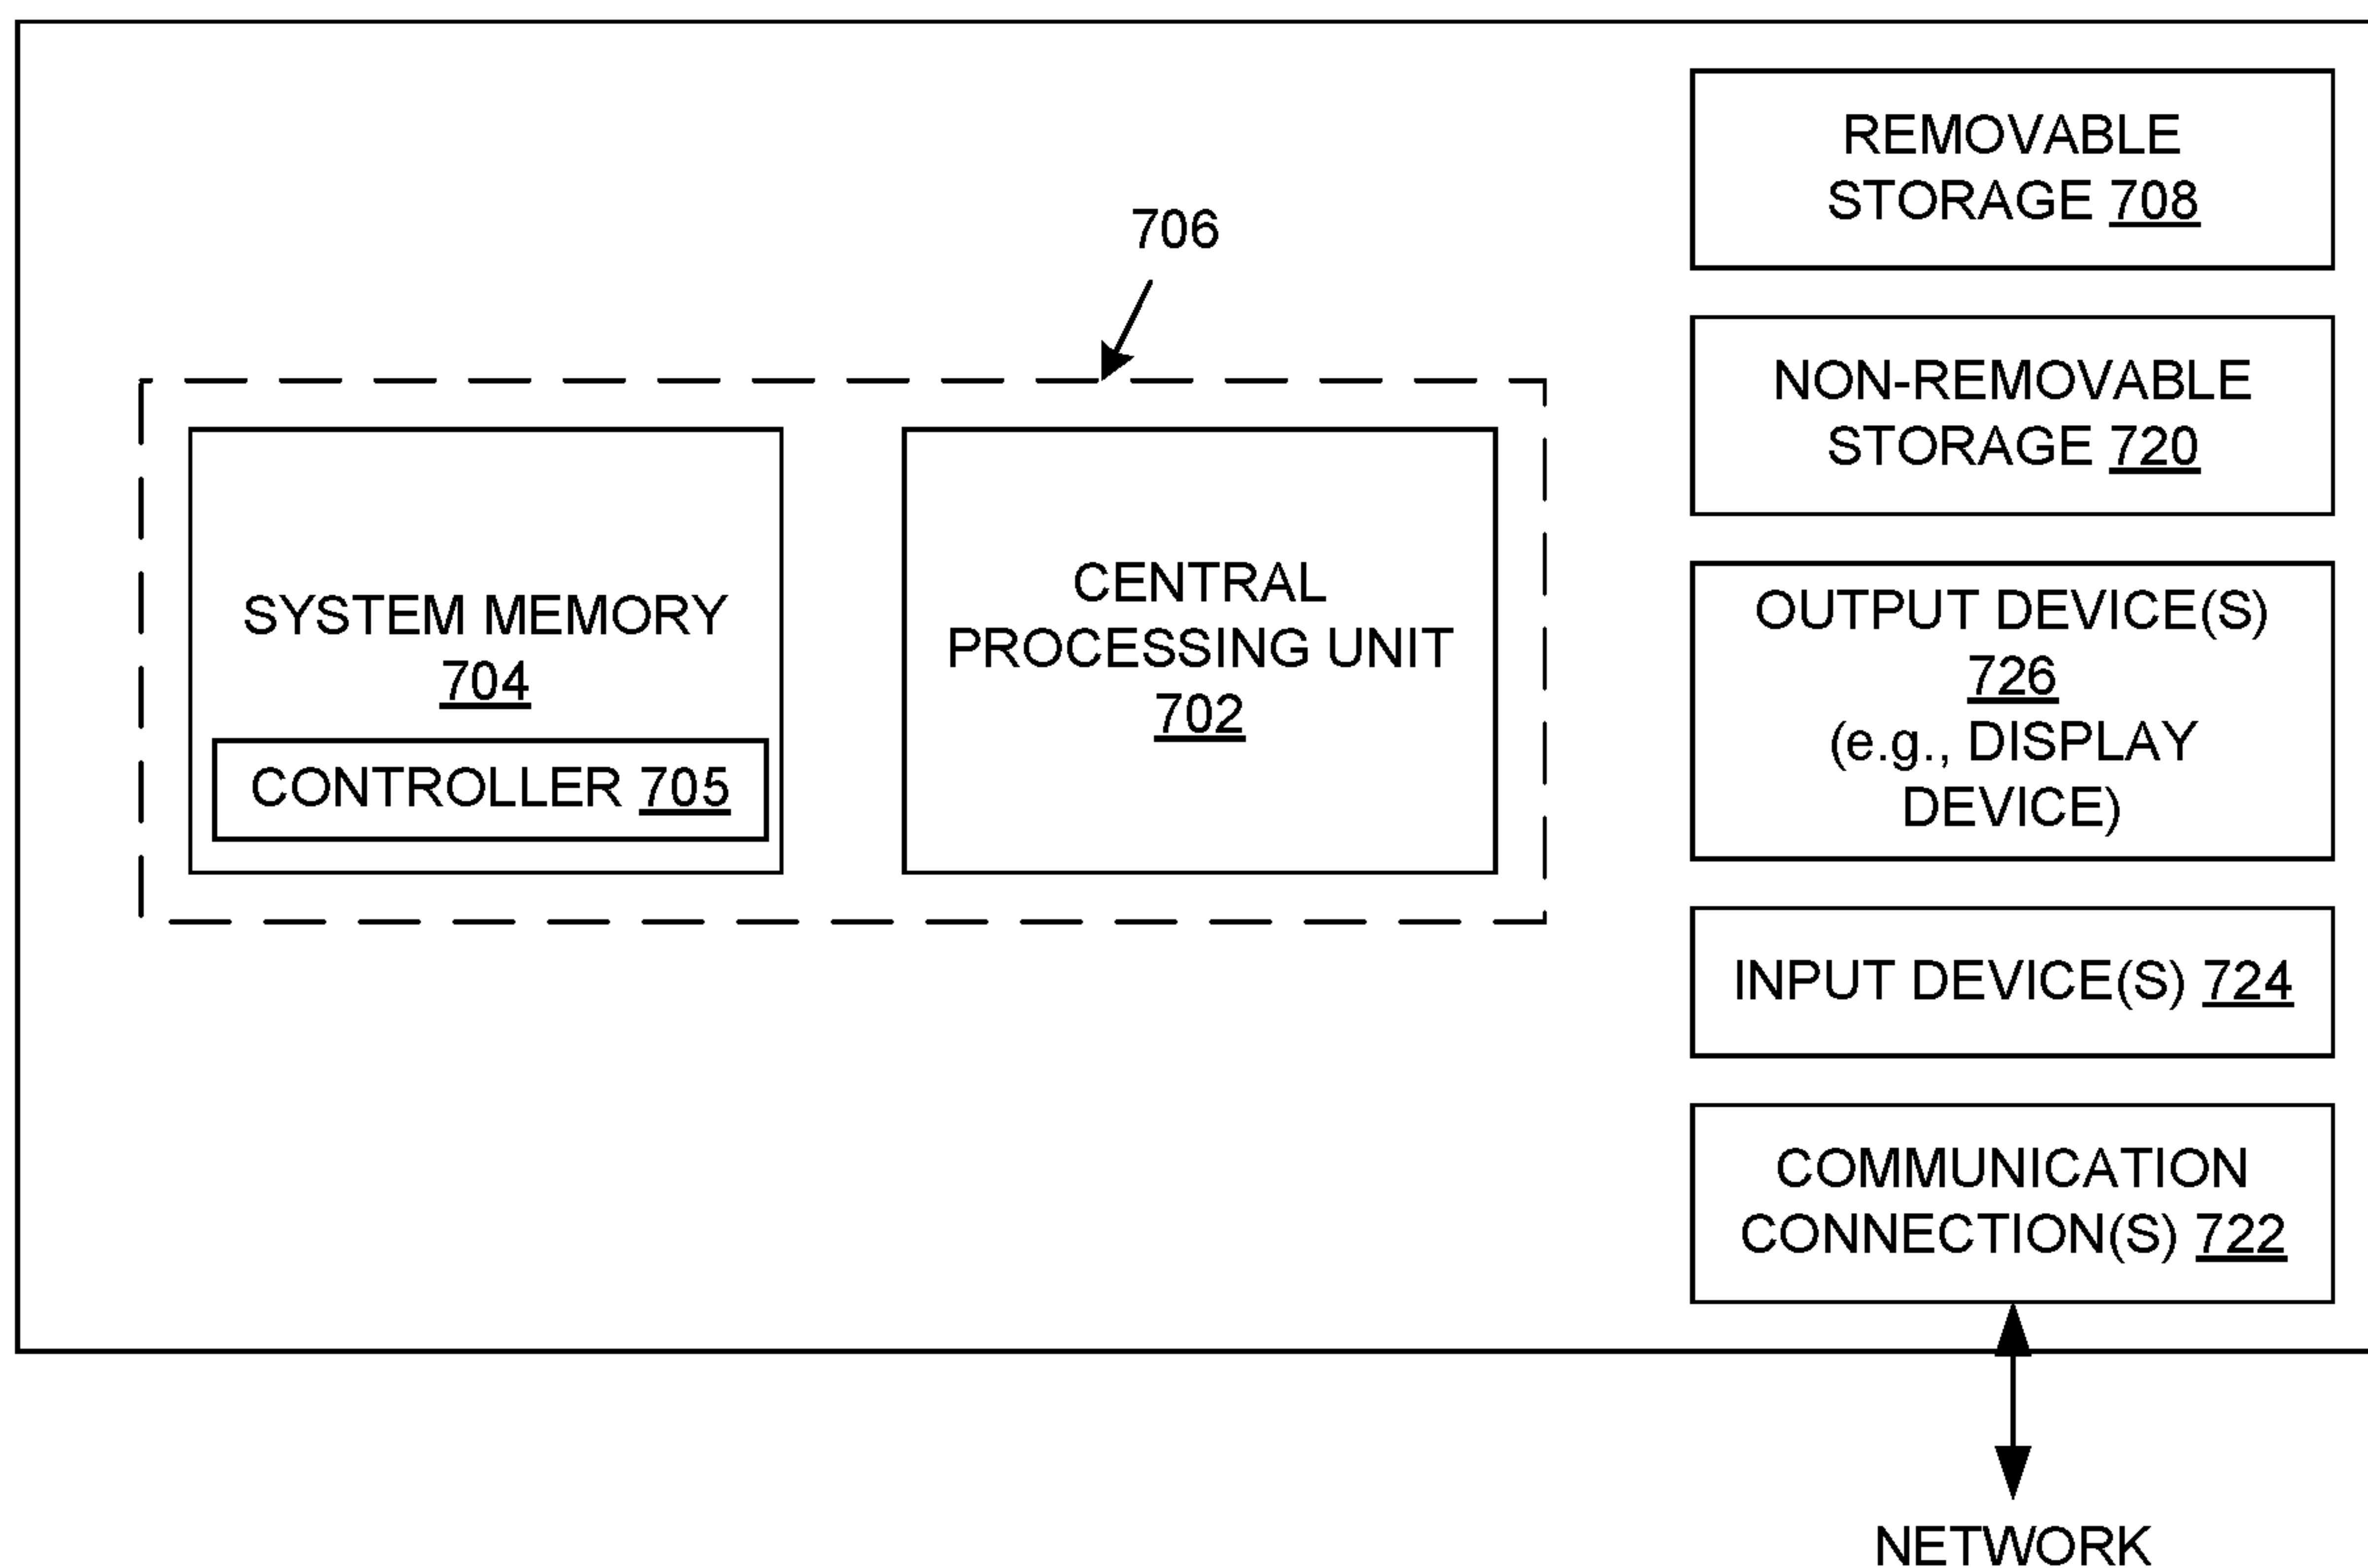 706
SYSTEM MEMORY
704
CONTROLLER 705
CENTRAL
PROCESSING UNIT
702
REMOVABLE
STORAGE 708
NON-REMOVABLE
STORAGE 720
OUTPUT DEVICE(S)
726
(e.g., DISPLAY
DEVICE)
INPUT DEVICE(S) 724
COMMUNICATION
CONNECTION(S) 722
NETWORK